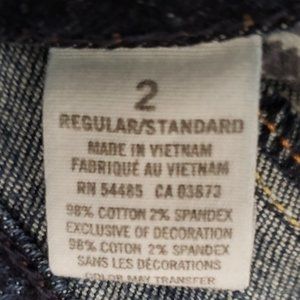 2
REGULAR/STANDARD
MADE IN VIETNAM
FABRIQUÉ AU VIETNAM
RN 54485 CA 03873
98% COTTON 2% SPANDEX
EXCLUSIVE OF DECORATION
98% COTON 2% SPANDEX
SANS LES DÉCORATIONS
COLOR MAY TRANSFER